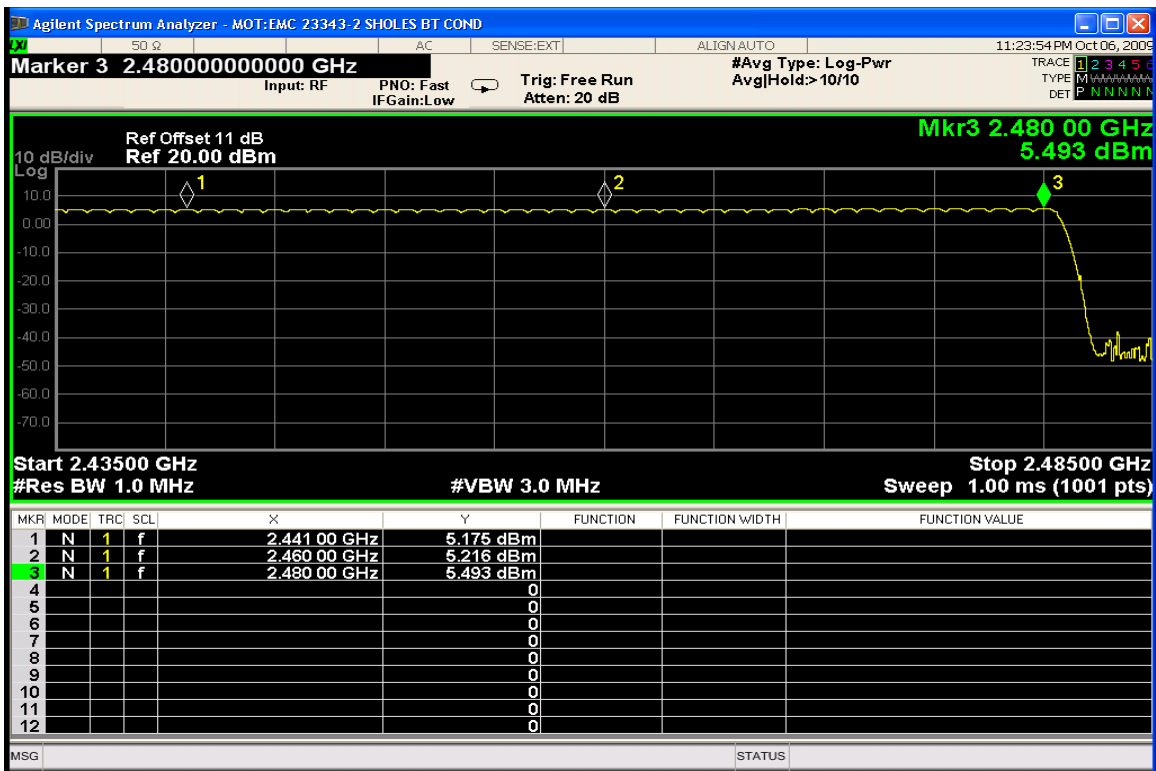 Agilent Spectrum Analyzer - MOT:EMC 23343-2 SHOLES BT COND
LXI 50 Ω AC SENSE:EXT ALIGN AUTO 11:23:54 PM Oct 06, 2009
Marker 3 2.480000000000 GHz
Input: RF PNO: Fast IFGain:Low
Trig: Free Run
Atten: 20 dB
#Avg Type: Log-Pwr
Avg|Hold:>10/10
TRACE 1 2 3 4 5 6
TYPE M
DET P N N N N N
Mkr3 2.480 00 GHz
5.493 dBm
Ref Offset 11 dB
10 dB/div Ref 20.00 dBm
Log
1
2
3
10.0
0.00
-10.0
-20.0
-30.0
-40.0
-50.0
-60.0
-70.0
Start 2.43500 GHz Stop 2.48500 GHz
#Res BW 1.0 MHz #VBW 3.0 MHz Sweep 1.00 ms (1001 pts)
MKR MODE TRC SCL X Y FUNCTION FUNCTION WIDTH FUNCTION VALUE
1 N 1 f 2.441 00 GHz 5.175 dBm
2 N 1 f 2.460 00 GHz 5.216 dBm
3 N 1 f 2.480 00 GHz 5.493 dBm
4 0
5 0
6 0
7 0
8 0
9 0
10 0
11 0
12 0
MSG STATUS